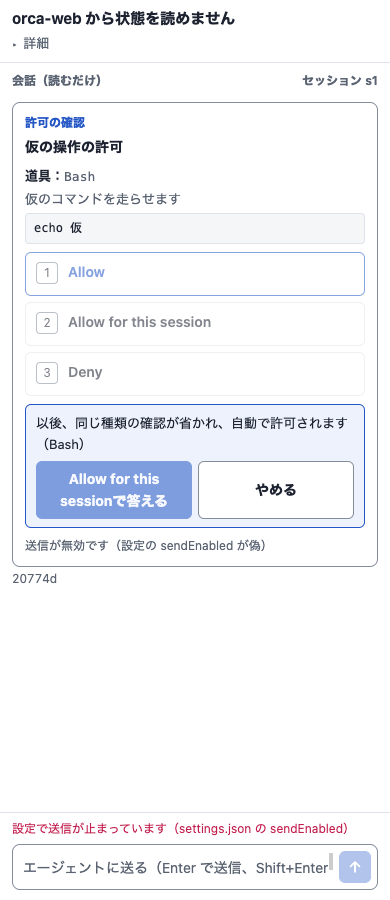 orca-web から状態を読めません
▸ 詳細
会話（読むだけ）
セッション s1
許可の確認
仮の操作の許可
道具：Bash
仮のコマンドを走らせます
echo 仮
1 Allow
2 Allow for this session
3 Deny
以後、同じ種類の確認が省かれ、自動で許可されます
（Bash）
Allow for this
sessionで答える
やめる
送信が無効です（設定の sendEnabled が偽）
20774d
設定で送信が止まっています（settings.json の sendEnabled）
エージェントに送る（Enter で送信、Shift+Enter
↑